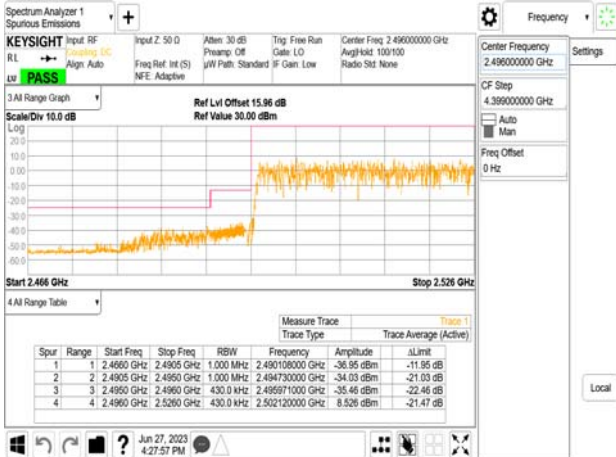 Spectrum Analyzer 1
Spurious Emissions
+
Frequency
KEYSIGHT Input: RF Input Z: 50 Ω Atten: 30 dB Trig: Free Run Center Freq: 2.496000000 GHz
RL Coupling: DC Preamp: Off Gate: LO Avg|Hold: 100/100
Align: Auto Freq Ref: Int (S) µW Path: Standard IF Gain: Low Radio Std: None
NFE: Adaptive
LV PASS
Center Frequency
2.496000000 GHz
Settings
CF Step
4.399000000 GHz
Auto
Man
Freq Offset
0 Hz
3 All Range Graph
Ref Lvl Offset 15.96 dB
Scale/Div 10.0 dB Ref Value 30.00 dBm
Log
20.0
10.0
0.00
-10.0
-20.0
-30.0
-40.0
-50.0
-60.0
Start 2.466 GHz Stop 2.526 GHz
4 All Range Table
Measure Trace Trace 1
Trace Type Trace Average (Active)
Spur Range Start Freq Stop Freq RBW Frequency Amplitude ΔLimit
1 1 2.4660 GHz 2.4905 GHz 1.000 MHz 2.490108000 GHz -36.95 dBm -11.95 dB
2 2 2.4905 GHz 2.4950 GHz 1.000 MHz 2.494730000 GHz -34.03 dBm -21.03 dB
3 3 2.4950 GHz 2.4960 GHz 430.0 kHz 2.495971000 GHz -35.46 dBm -22.46 dB
4 4 2.4960 GHz 2.5260 GHz 430.0 kHz 2.502120000 GHz 8.526 dBm -21.47 dB
Local
? Jun 27, 2023
4:27:57 PM